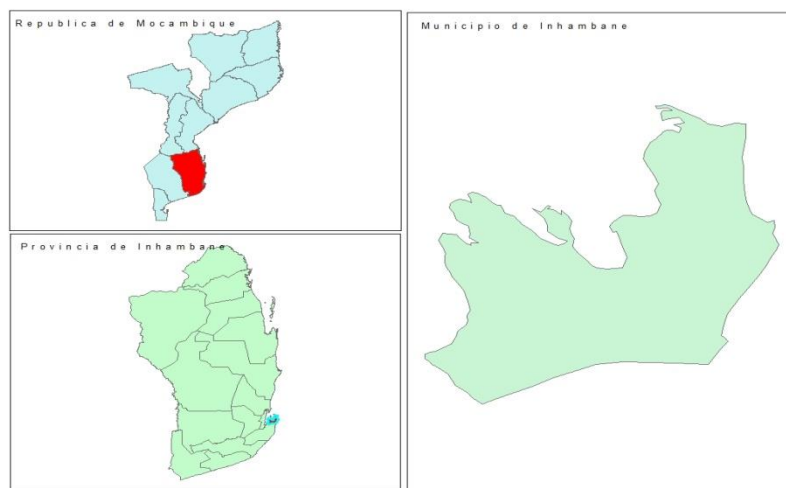 Republica de Mocambique
Municipio de Inhambane
Provincia de Inhambane